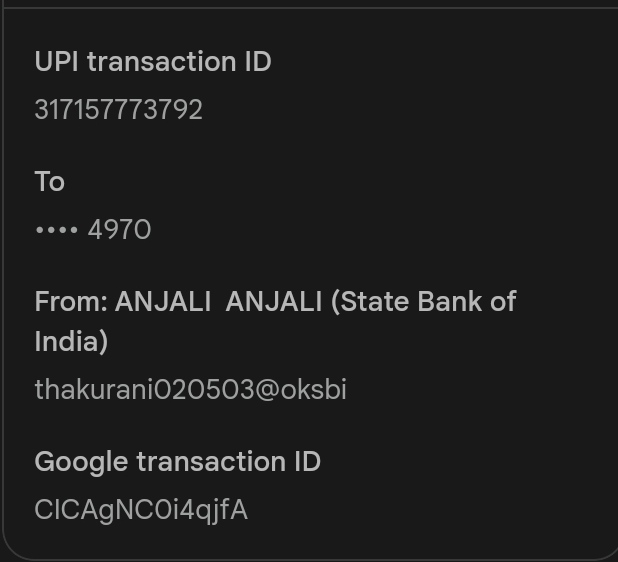 UPI transaction ID
317157773792
To
•••• 4970
From: ANJALI  ANJALI (State Bank of
India)
thakurani020503@oksbi
Google transaction ID
CICAgNC0i4qjfA